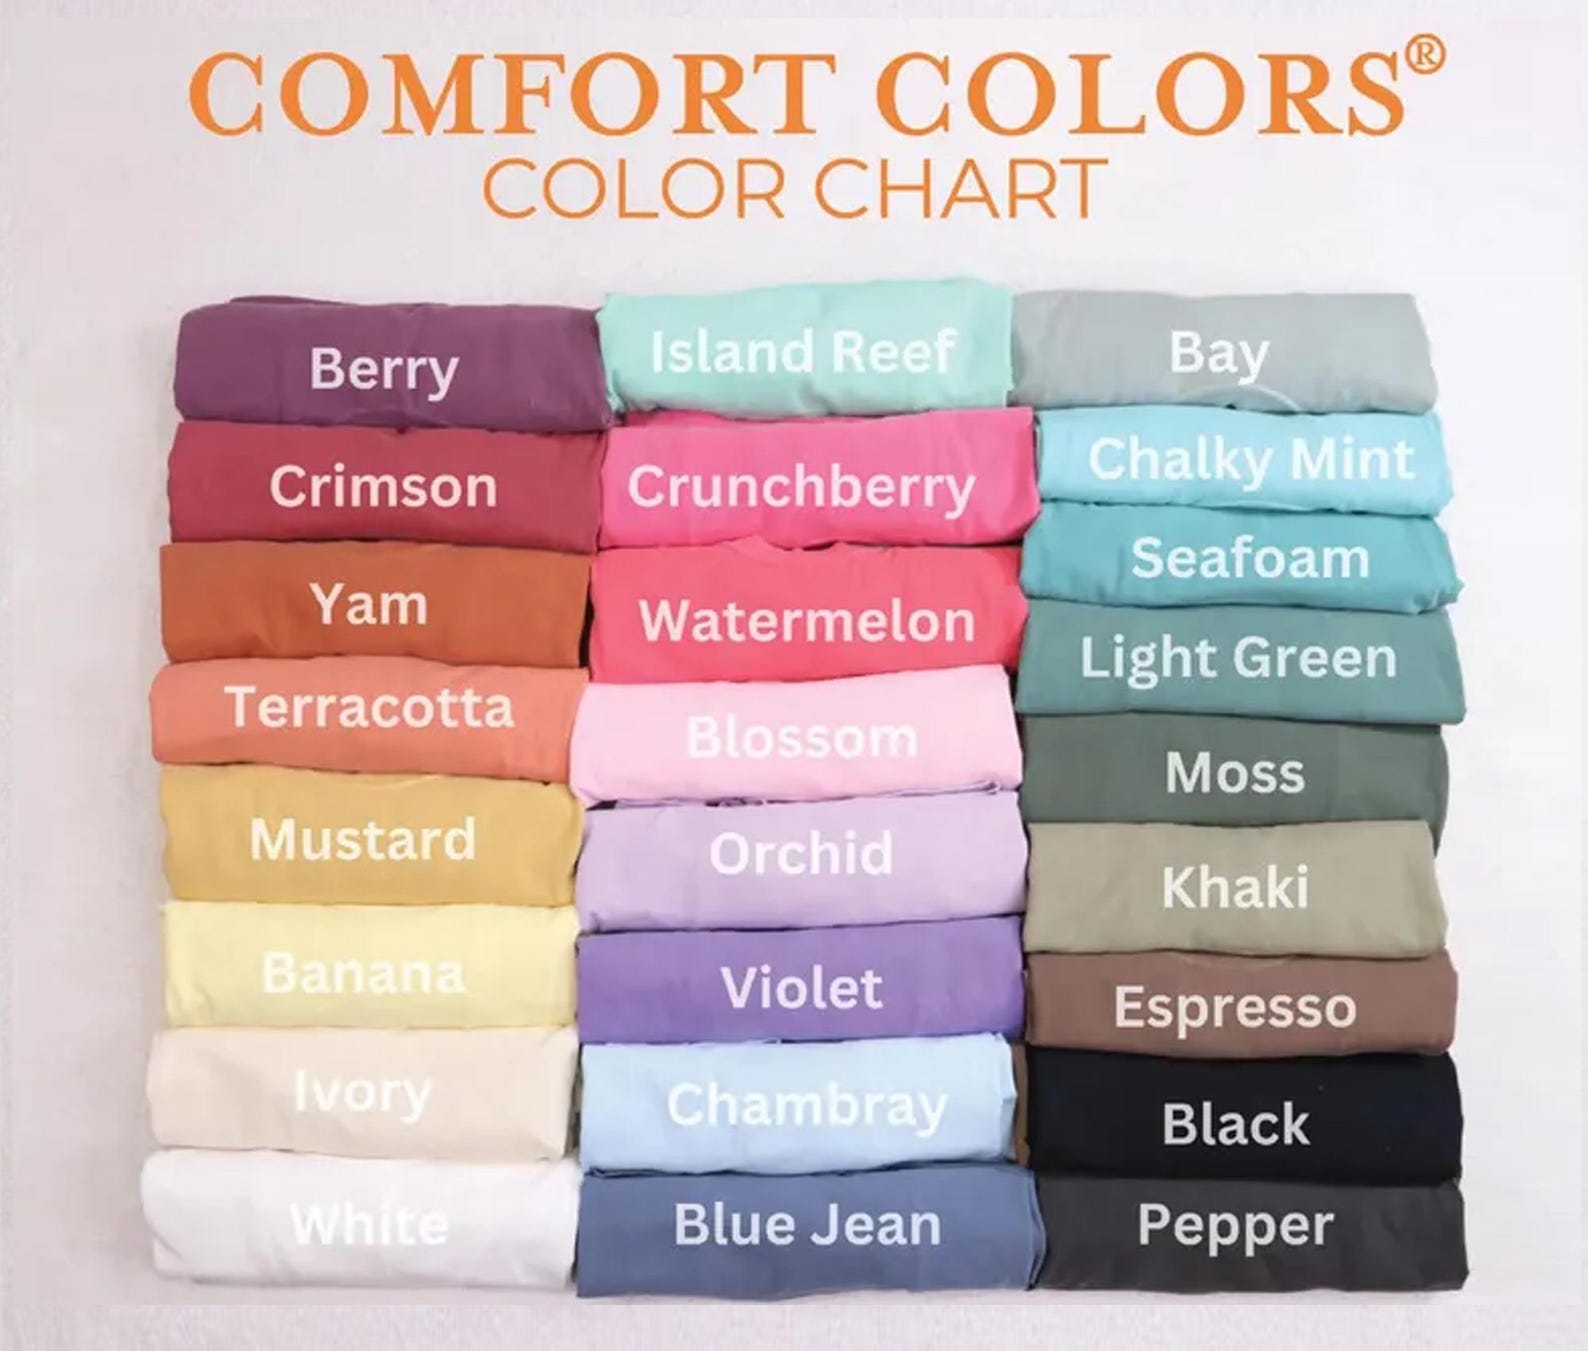 COMFORT COLORS®
COLOR CHART
Berry
Crimson
Yam
Terracotta
Mustard
Banana
Ivory
White
Island Reef
Crunchberry
Watermelon
Blossom
Orchid
Violet
Chambray
Blue Jean
Bay
Chalky Mint
Seafoam
Light Green
Moss
Khaki
Espresso
Black
Pepper